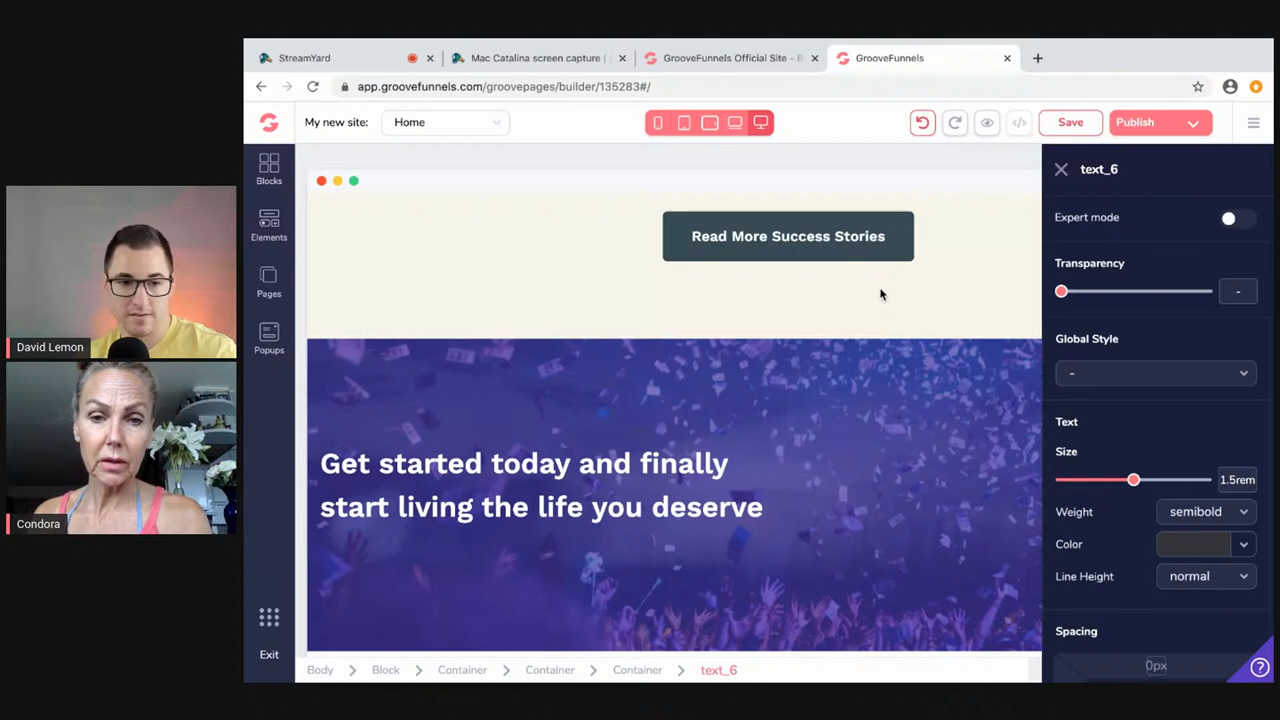 StreamYard
Mac Catalina screen capture |
GrooveFunnels Official Site - B
GrooveFunnels
app.groovefunnels.com/groovepages/builder/135283#/
My new site:
Home
Save
Publish
Blocks
Elements
Pages
Popups
Exit
Read More Success Stories
Get started today and finally
start living the life you deserve
text_6
Expert mode
Transparency
-
Global Style
-
Text
Size
1.5rem
Weight
semibold
Color
Line Height
normal
Spacing
0px
?
Body
Block
Container
Container
Container
text_6
David Lemon
Condora